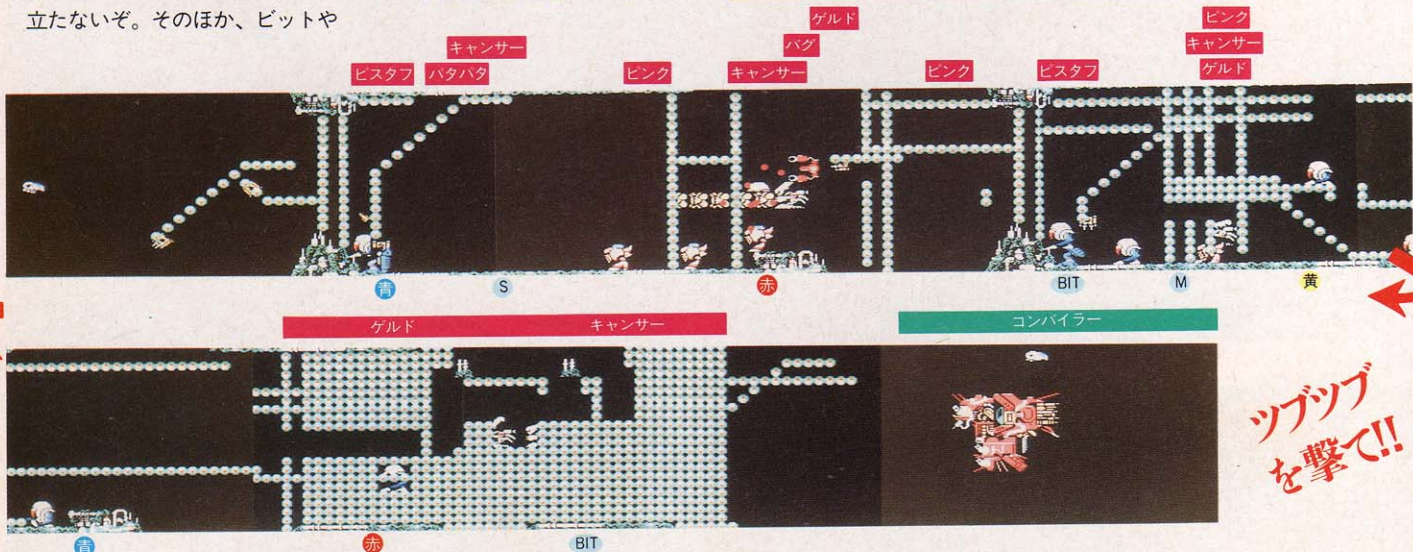 立たないぞ。そのほか、ビットや
ゲルド
ピンク
キャンサー
バグ
キャンサー
ビスタフ
パタパタ
ピンク
キャンサー
ピンク
ビスタフ
ゲルド
青
S
赤
BIT
M
黄
ゲルド
キャンサー
コンバイラー
ツブツブ
を撃て!!
青
赤
BIT